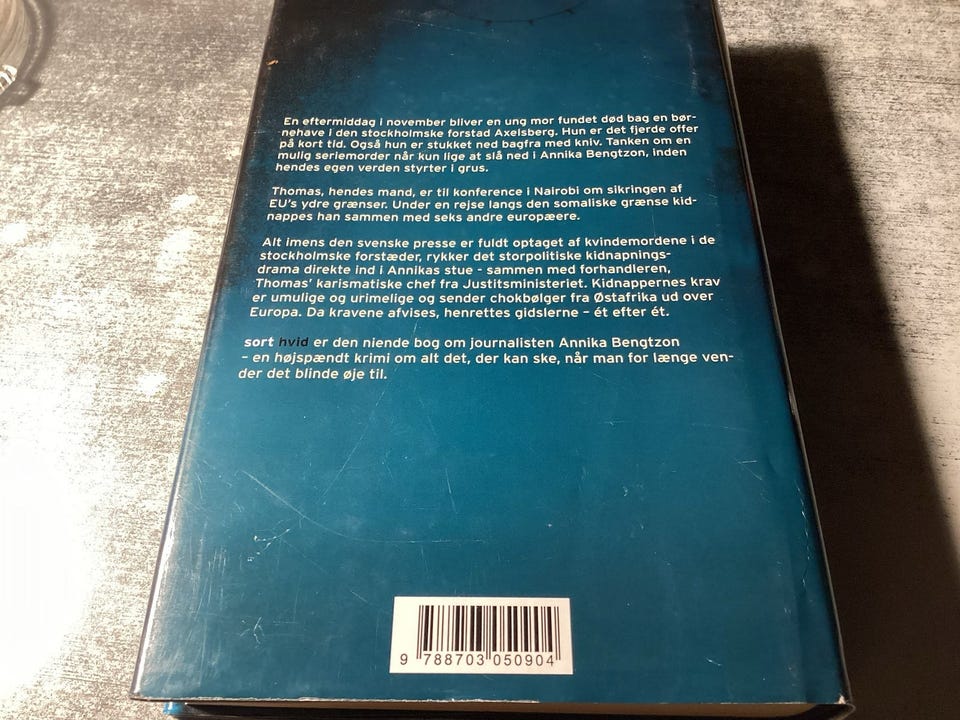 En eftermiddag i november bliver en ung mor fundet død bag en bør-
nehave i den stockholmske forstad Axelsberg. Hun er det fjerde offer
på kort tid. Også hun er stukket ned bagfra med kniv. Tanken om en
mulig seriemorder når kun lige at slå ned i Annika Bengtzon, inden
hendes egen verden styrter i grus.
Thomas, hendes mand, er til konference i Nairobi om sikringen af
EU's ydre grænser. Under en rejse langs den somaliske grænse kid-
nappes han sammen med seks andre europæere.
Alt imens den svenske presse er fuldt optaget af kvindemordene i de
stockholmske forstæder, rykker det storpolitiske kidnapnings-
drama direkte ind i Annikas stue - sammen med forhandleren,
Thomas' karismatiske chef fra Justitsministeriet. Kidnappernes krav
er umulige og urimelige og sender chokbølger fra Østafrika ud over
Europa. Da kravene afvises, henrettes gidslerne – ét efter ét.
sort hvid er den niende bog om journalisten Annika Bengtzon
– en højspændt krimi om alt det, der kan ske, når man for længe ven-
der det blinde øje til.
9 788703 050904